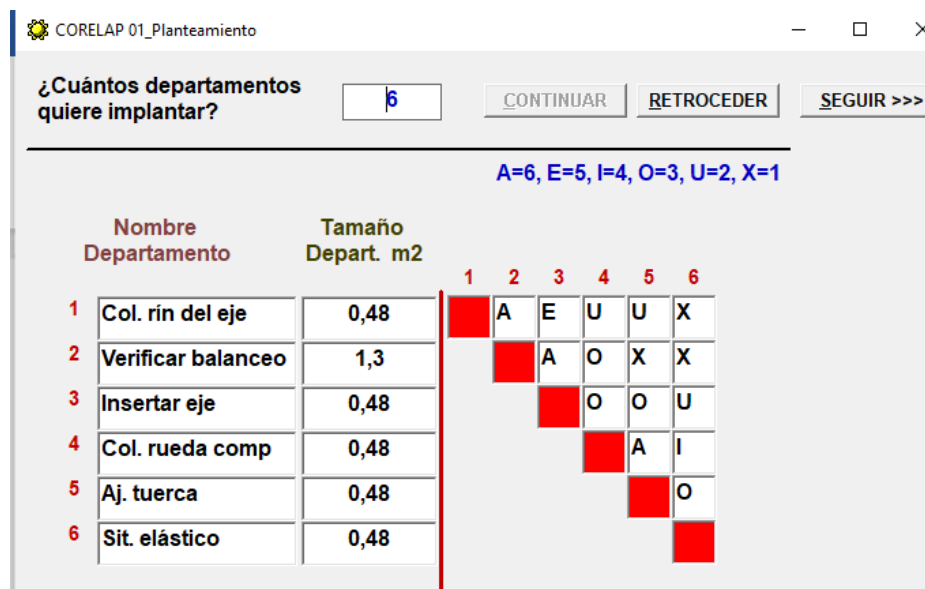 CORELAP 01_Planteamiento
¿Cuántos departamentos
quiere implantar?
6
CONTINUAR
RETROCEDER
SEGUIR >>>
A=6, E=5, I=4, O=3, U=2, X=1
Nombre
Departamento
Tamaño
Depart. m2
1 2 3 4 5 6
1 Col. rín del eje 0,48 A E U U X
2 Verificar balanceo 1,3 A O X X
3 Insertar eje 0,48 O O U
4 Col. rueda comp 0,48 A I
5 Aj. tuerca 0,48 O
6 Sit. elástico 0,48